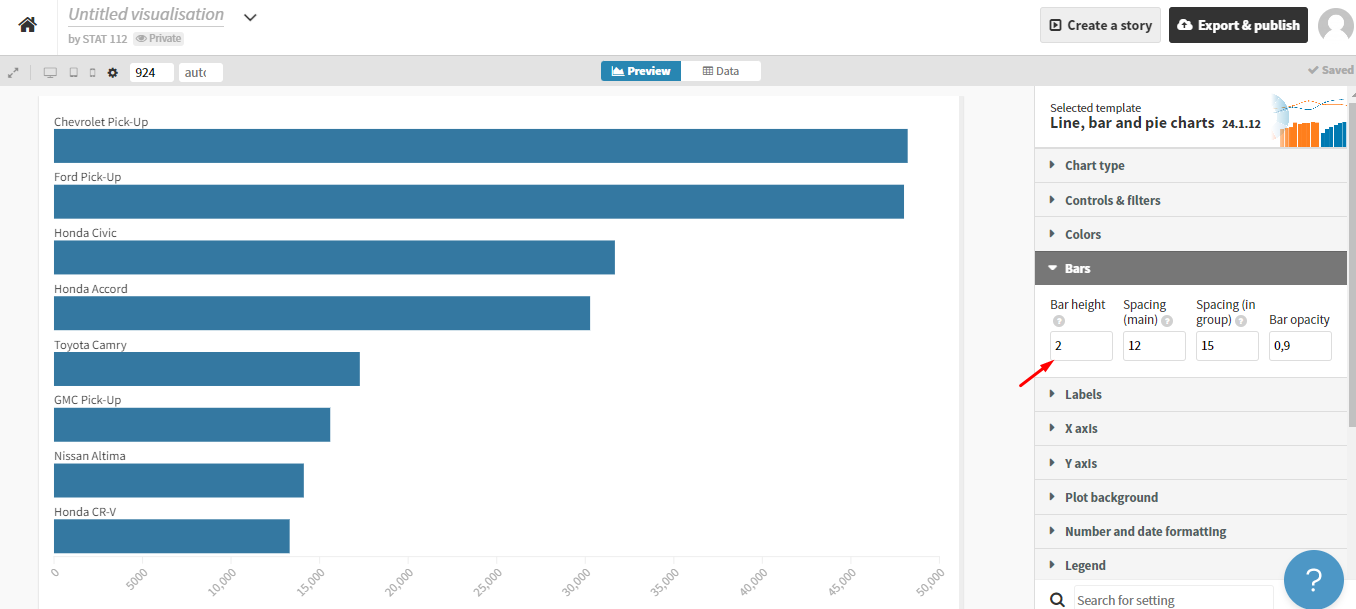 Untitled visualisation
by STAT 112 Private
Create a story
Export & publish
924
auto
Preview
Data
Saved
Chevrolet Pick-Up
Ford Pick-Up
Honda Civic
Honda Accord
Toyota Camry
GMC Pick-Up
Nissan Altima
Honda CR-V
0 5000 10,000 15,000 20,000 25,000 30,000 35,000 40,000 45,000 50,000
Selected template
Line, bar and pie charts 24.1.12
Chart type
Controls & filters
Colors
Bars
Bar height ?
Spacing
(main) ?
Spacing (in
group) ?
Bar opacity
2 12 15 0,9
Labels
X axis
Y axis
Plot background
Number and date formatting
Legend
Search for setting
?